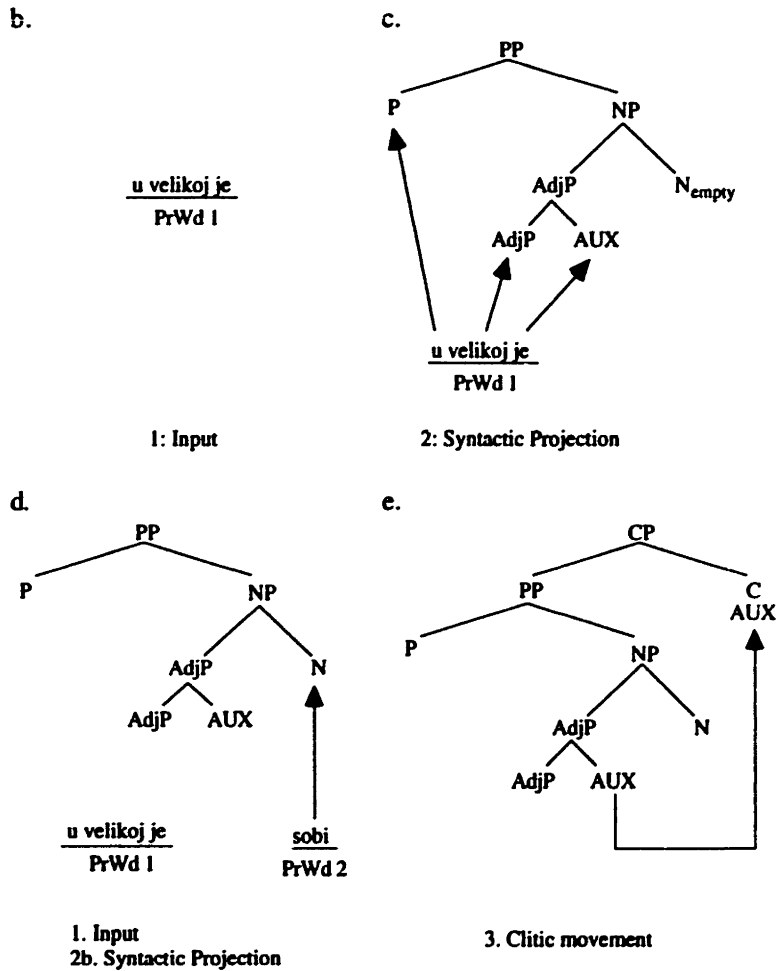 b.
c.
PP
P
NP
AdjP
N empty
AdjP AUX
u velikoj je
PrWd 1
u velikoj je
PrWd 1
1: Input
2: Syntactic Projection
d.
e.
PP
P
NP
AdjP
N
AdjP AUX
u velikoj je
PrWd 1
sobi
PrWd 2
1. Input
2b. Syntactic Projection
CP
PP
C
AUX
P
NP
AdjP
N
AdjP AUX
3. Clitic movement